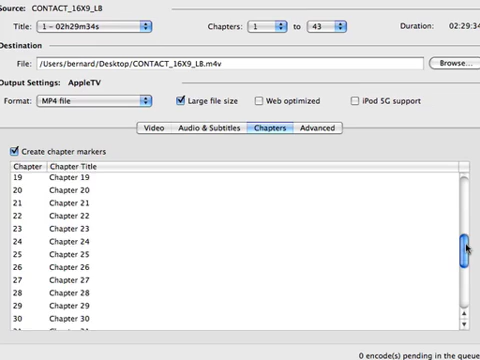 Source: CONTACT_16X9_LB
Title: 1 - 02h29m34s Chapters: 1 to 43 Duration: 02:29:34
Destination
File: /Users/bernard/Desktop/CONTACT_16X9_LB.m4v Browse...
Output Settings: AppleTV
Format: MP4 file Large file size Web optimized iPod 5G support
Video Audio & Subtitles Chapters Advanced
Create chapter markers
Chapter Chapter Title
19 Chapter 19
20 Chapter 20
21 Chapter 21
22 Chapter 22
23 Chapter 23
24 Chapter 24
25 Chapter 25
26 Chapter 26
27 Chapter 27
28 Chapter 28
29 Chapter 29
30 Chapter 30
0 encode(s) pending in the queue